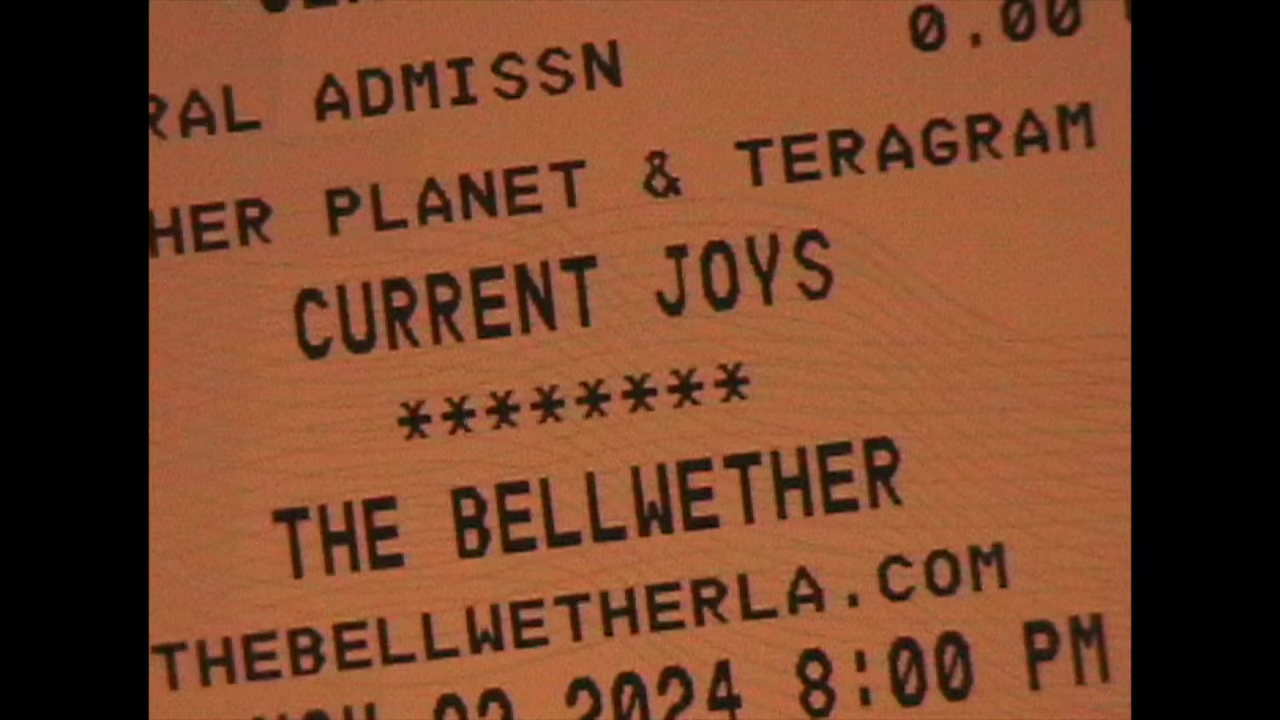 0.00
RAL ADMISSN
HER PLANET & TERAGRAM
CURRENT JOYS
********
THE BELLWETHER
THEBELLWETHERLA.COM
2024 8:00 PM